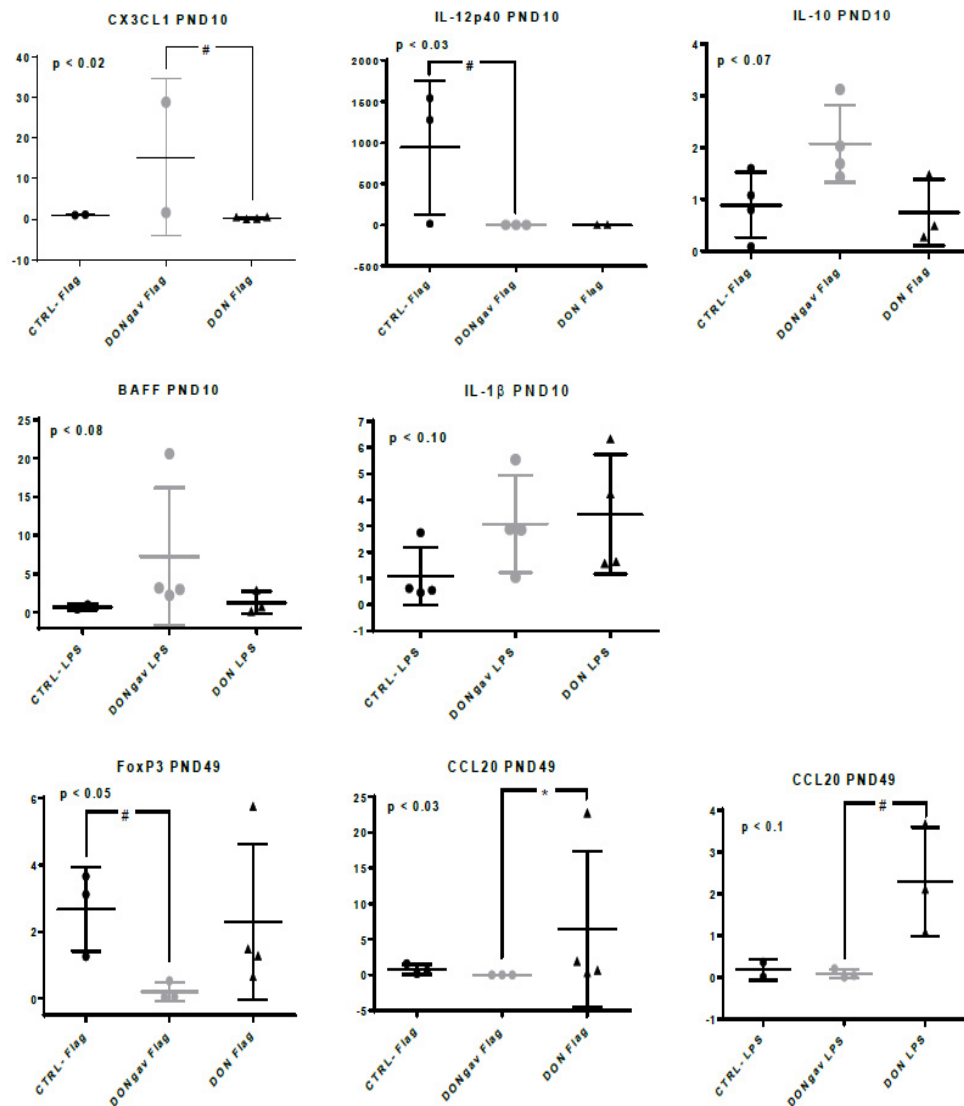 CX3CL1 PND10
p < 0.02
#
40
30
20
10
0
-10
CTRL- Flag
DONgav Flag
DON Flag
IL-12p40 PND10
p < 0.03
#
2000
1500
1000
500
0
-500
CTRL- Flag
DONgav Flag
DON Flag
IL-10 PND10
p < 0.07
4
3
2
1
0
CTRL- Flag
DONgav Flag
DON Flag
BAFF PND10
p < 0.08
25
20
15
10
5
0
CTRL- LPS
DONgav LPS
DON LPS
IL-1β PND10
p < 0.10
7
6
5
4
3
2
1
0
-1
CTRL- LPS
DONgav LPS
DON LPS
FoxP3 PND49
p < 0.05
#
6
4
2
0
CTRL- Flag
DONgav Flag
DON Flag
CCL20 PND49
p < 0.03
*
25
20
15
10
5
0
-5
CTRL- Flag
DONgav Flag
DON Flag
CCL20 PND49
p < 0.1
#
4
3
2
1
0
-1
CTRL- LPS
DONgav LPS
DON LPS